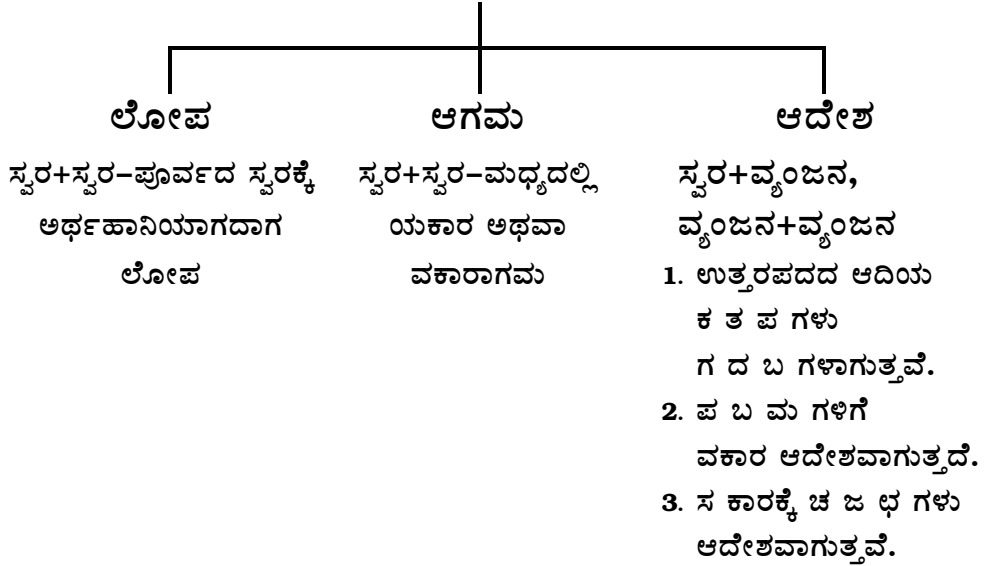 ಲೋಪ
ಸ್ವರ+ಸ್ವರ–ಪೂರ್ವದ ಸ್ವರಕ್ಕೆ
ಅರ್ಥಹಾನಿಯಾಗದಾಗ
ಲೋಪ
ಆಗಮ
ಸ್ವರ+ಸ್ವರ–ಮಧ್ಯದಲ್ಲಿ
ಯಕಾರ ಅಥವಾ
ವಕಾರಾಗಮ
ಆದೇಶ
ಸ್ವರ+ವ್ಯಂಜನ,
ವ್ಯಂಜನ+ವ್ಯಂಜನ
1. ಉತ್ತರಪದದ ಆದಿಯ
ಕ ತ ಪ ಗಳು
ಗ ದ ಬ ಗಳಾಗುತ್ತವೆ.
2. ಪ ಬ ಮ ಗಳಿಗೆ
ವಕಾರ ಆದೇಶವಾಗುತ್ತದೆ.
3. ಸ ಕಾರಕ್ಕೆ ಚ ಜ ಛ ಗಳು
ಆದೇಶವಾಗುತ್ತವೆ.